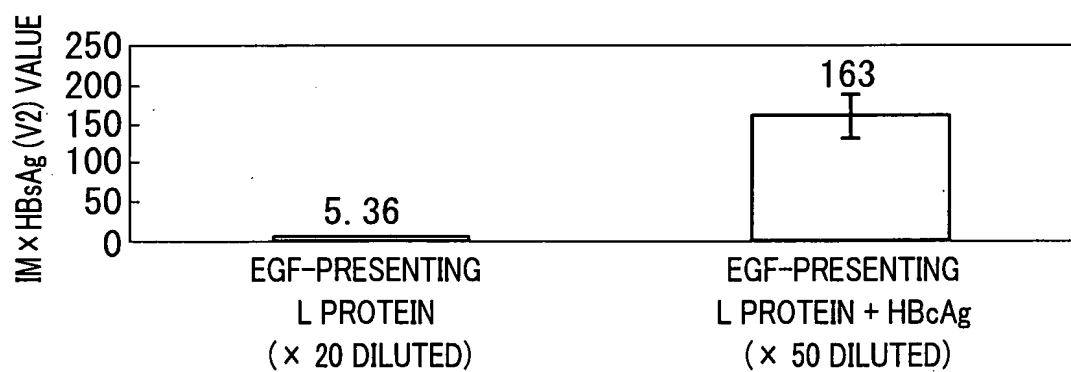 IM × HBsAg (V2) VALUE
250
200
150
100
50
0
5. 36
163
EGF-PRESENTING
L PROTEIN
(× 20 DILUTED)
EGF-PRESENTING
L PROTEIN + HBcAg
(× 50 DILUTED)